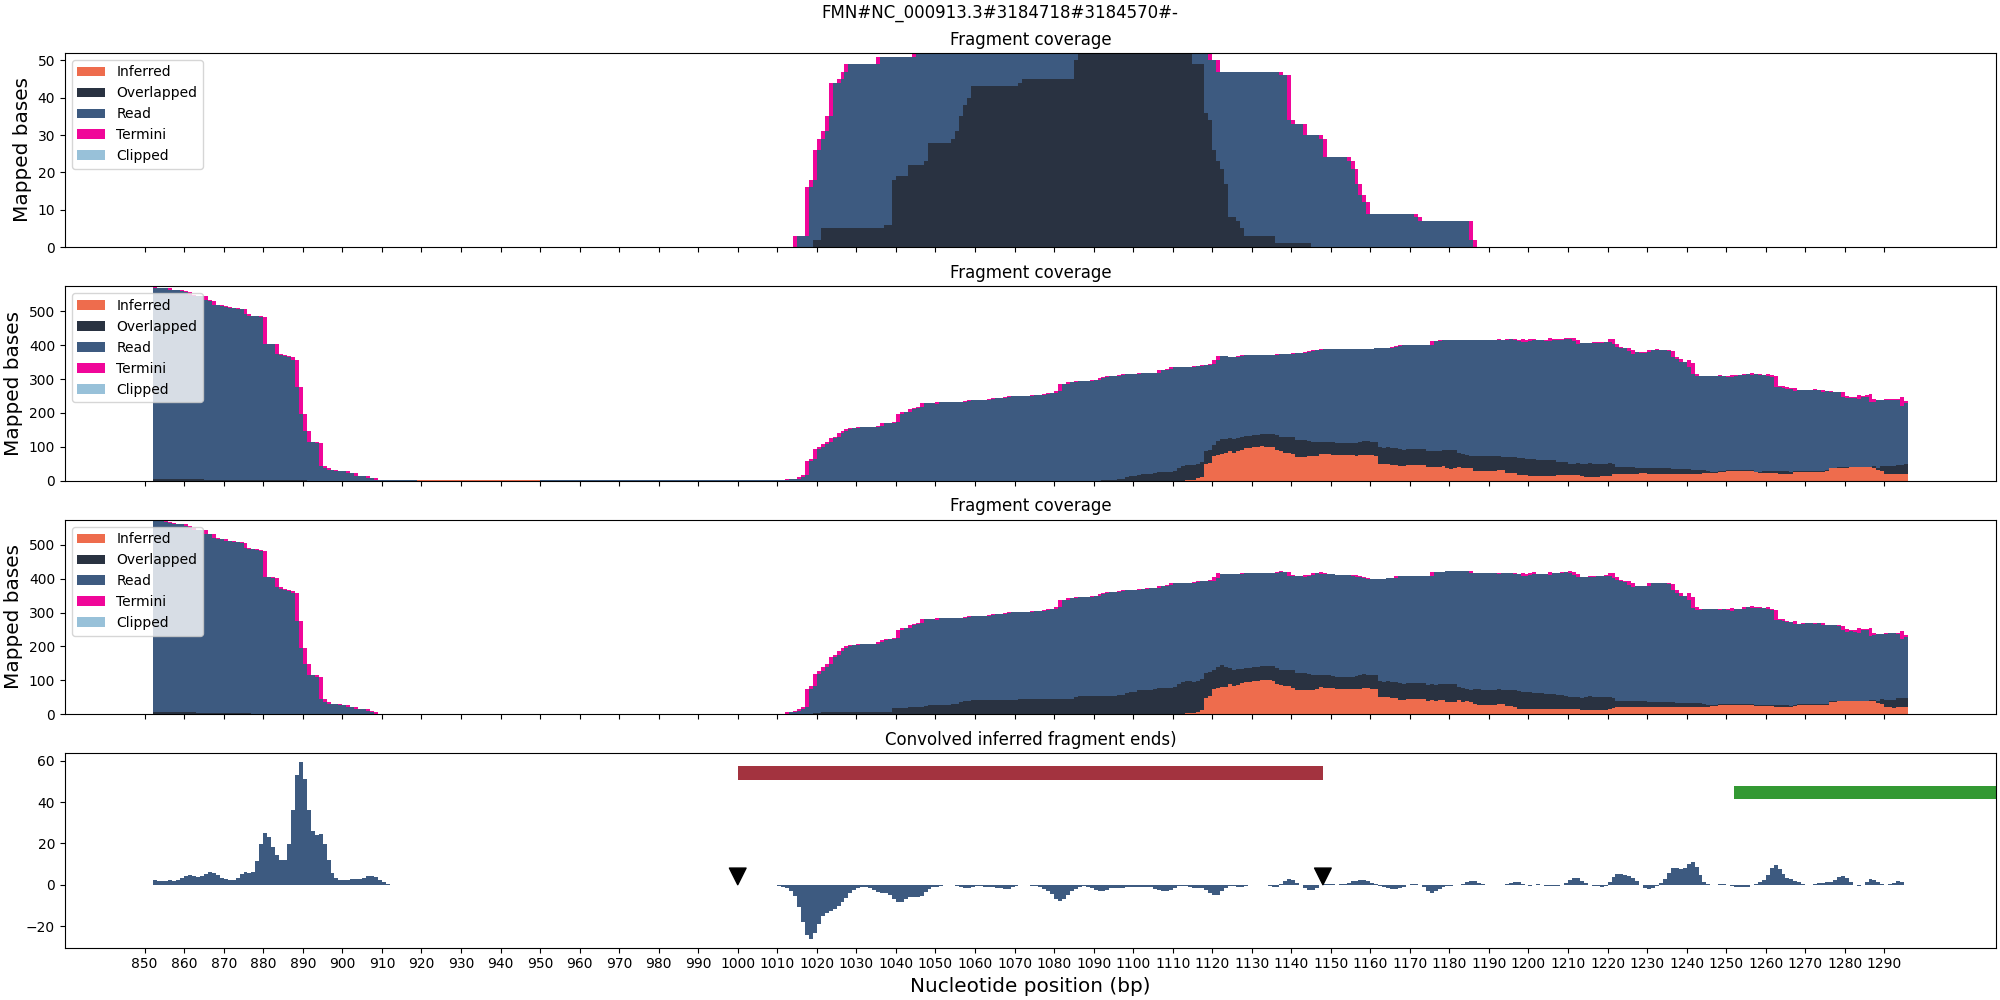 FMN#NC_000913.3#3184718#3184570#-
Fragment coverage
Mapped bases
50
40
30
20
10
0
Inferred
Overlapped
Read
Termini
Clipped
Fragment coverage
Mapped bases
500
400
300
200
100
0
Inferred
Overlapped
Read
Termini
Clipped
Fragment coverage
Mapped bases
500
400
300
200
100
0
Inferred
Overlapped
Read
Termini
Clipped
Convolved inferred fragment ends)
60
40
20
0
−20
850 860 870 880 890 900 910 920 930 940 950 960 970 980 990 1000 1010 1020 1030 1040 1050 1060 1070 1080 1090 1100 1110 1120 1130 1140 1150 1160 1170 1180 1190 1200 1210 1220 1230 1240 1250 1260 1270 1280 1290
Nucleotide position (bp)